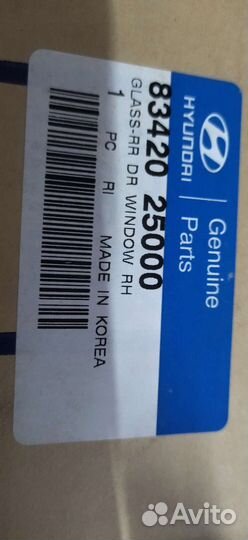 HYUNDAI
Genuine
Parts
83420 25000
GLASS-RR DR WINDOW RH
1 PC RI MADE IN KOREA
Avito